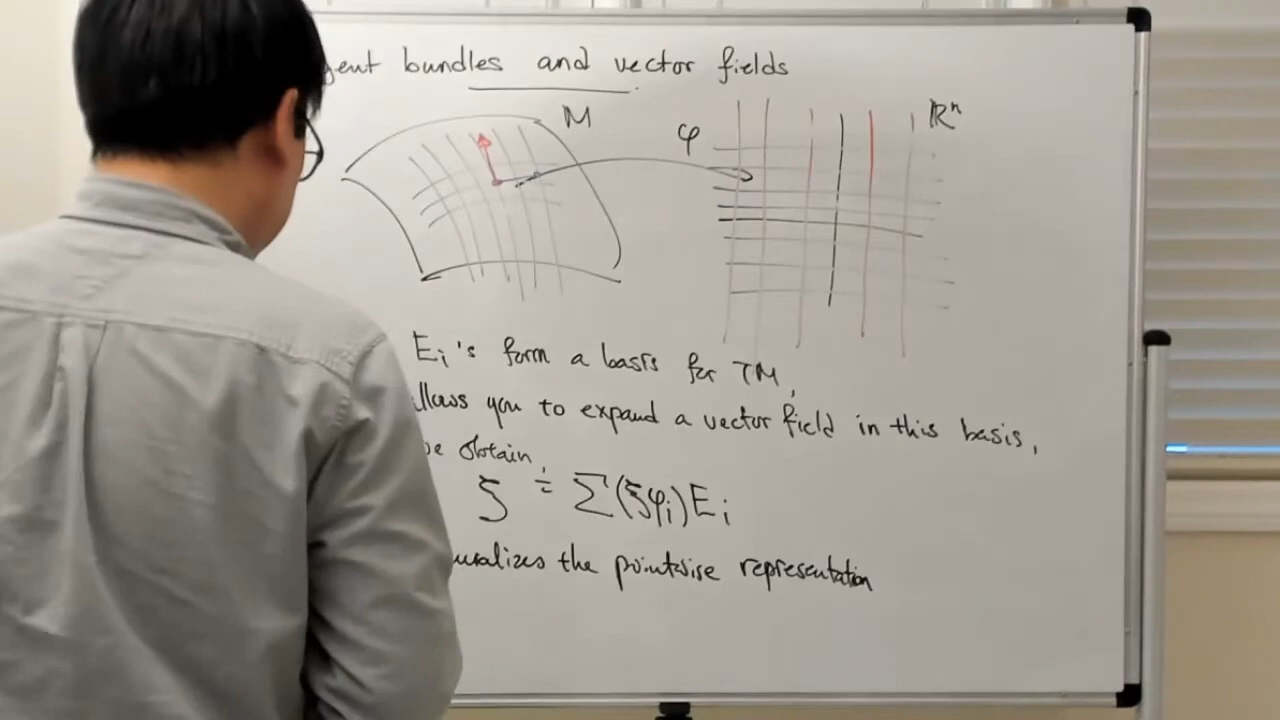 gent bundles and vector fields
M
φ
ℝⁿ
Eᵢ's form a basis for TM,
llows you to expand a vector field in this basis,
we obtain,
ξ = Σ(ξφᵢ)Eᵢ
ralizes the pointwise representation